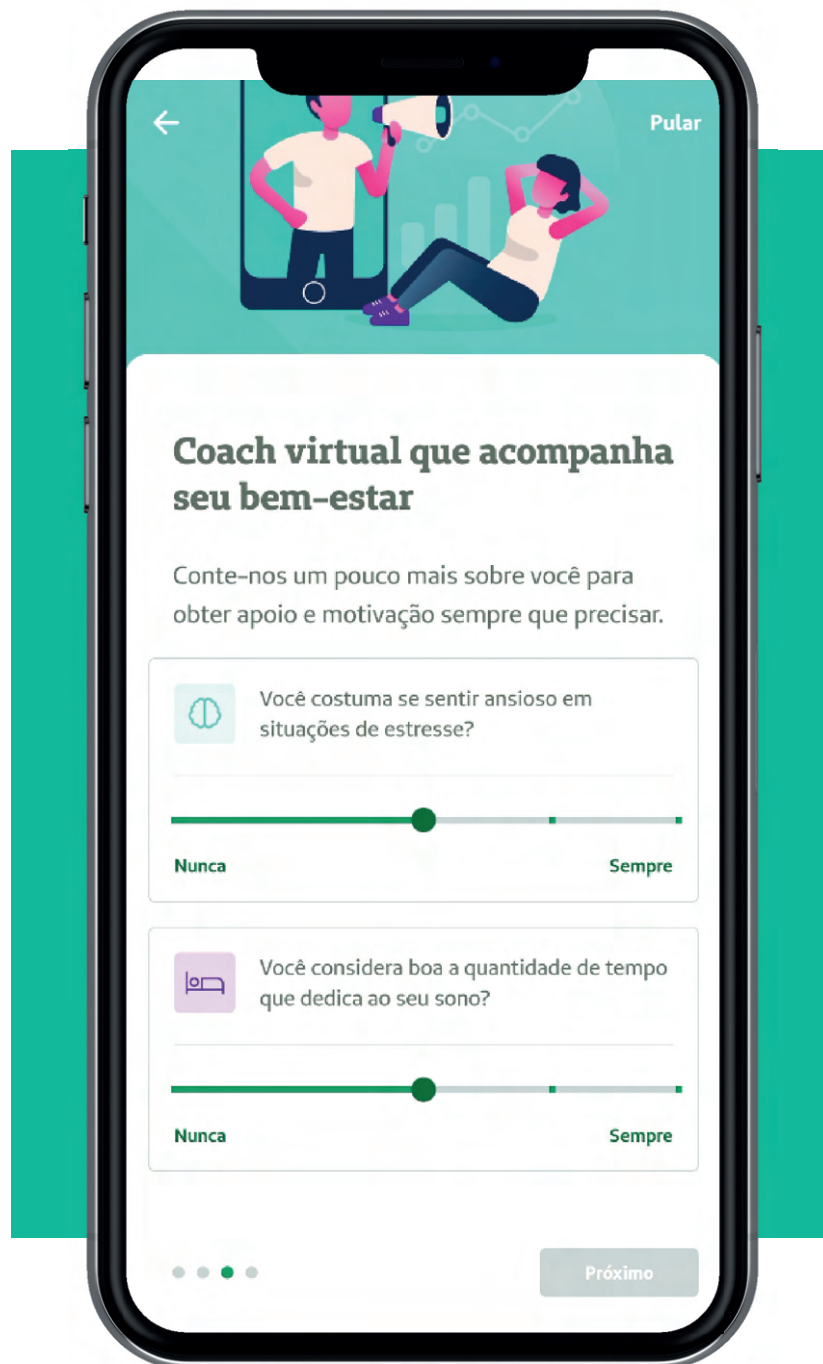 Pular
Coach virtual que acompanha
seu bem-estar
Conte-nos um pouco mais sobre você para
obter apoio e motivação sempre que precisar.
Você costuma se sentir ansioso em
situações de estresse?
Nunca
Sempre
Você considera boa a quantidade de tempo
que dedica ao seu sono?
Nunca
Sempre
Próximo